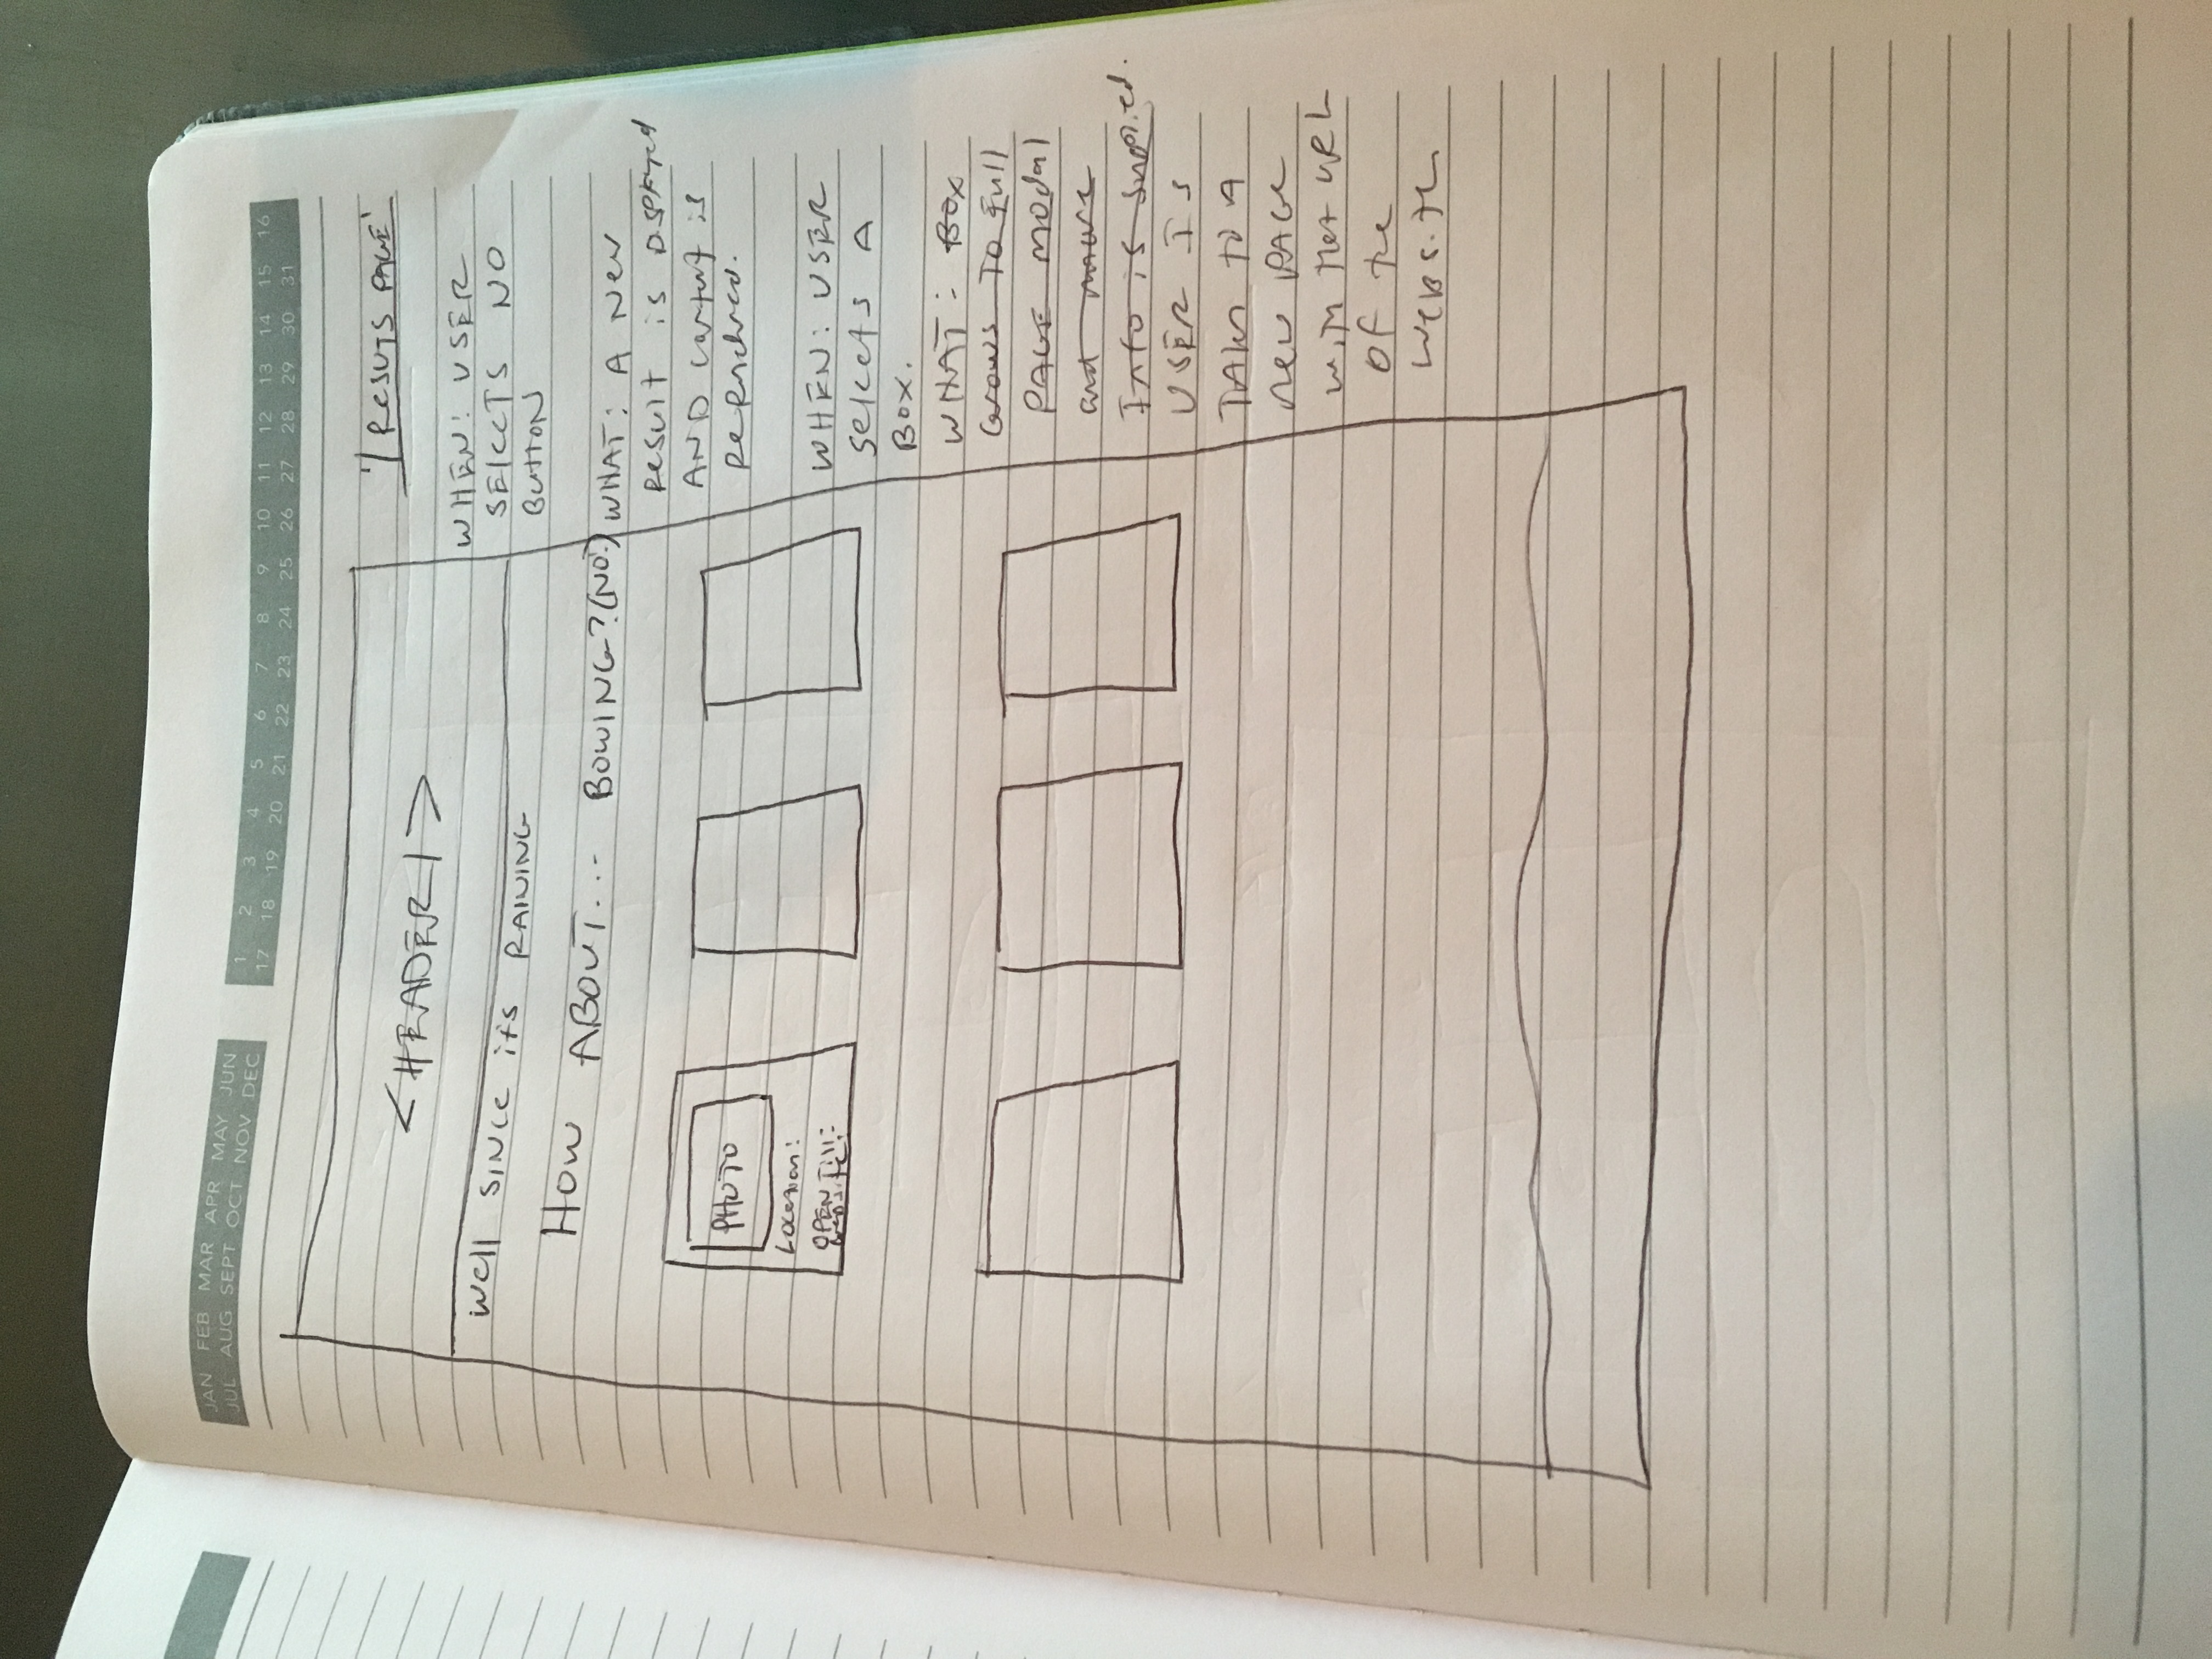 JAN FEB MAR APR MAY JUN
JUL AUG SEPT OCT NOV DEC
1 2 3 4 5 6 7 8 9 10 11 12 13 14 15 16
17 18 19 20 21 22 23 24 25 26 27 28 29 30 31
<HEADER/>
Well SINCE its RAINING
HOW ABOUT... BOWING? (NO!)
PHOTO
Location:
OPEN Till:
website:
'/ RESUTS PAGE'
WHEN: USER
SElecTS NO
BUTTON
WHAT: A New
Result is DISPlayed
AND content is
WHEN: USER
Selects A
BOX.
WHAT: BOX
Grows TO Full
PAGE Modal
and
Info is Supplied.
USER IS
TAken to A
new PAGE
with the URL
OF the
website